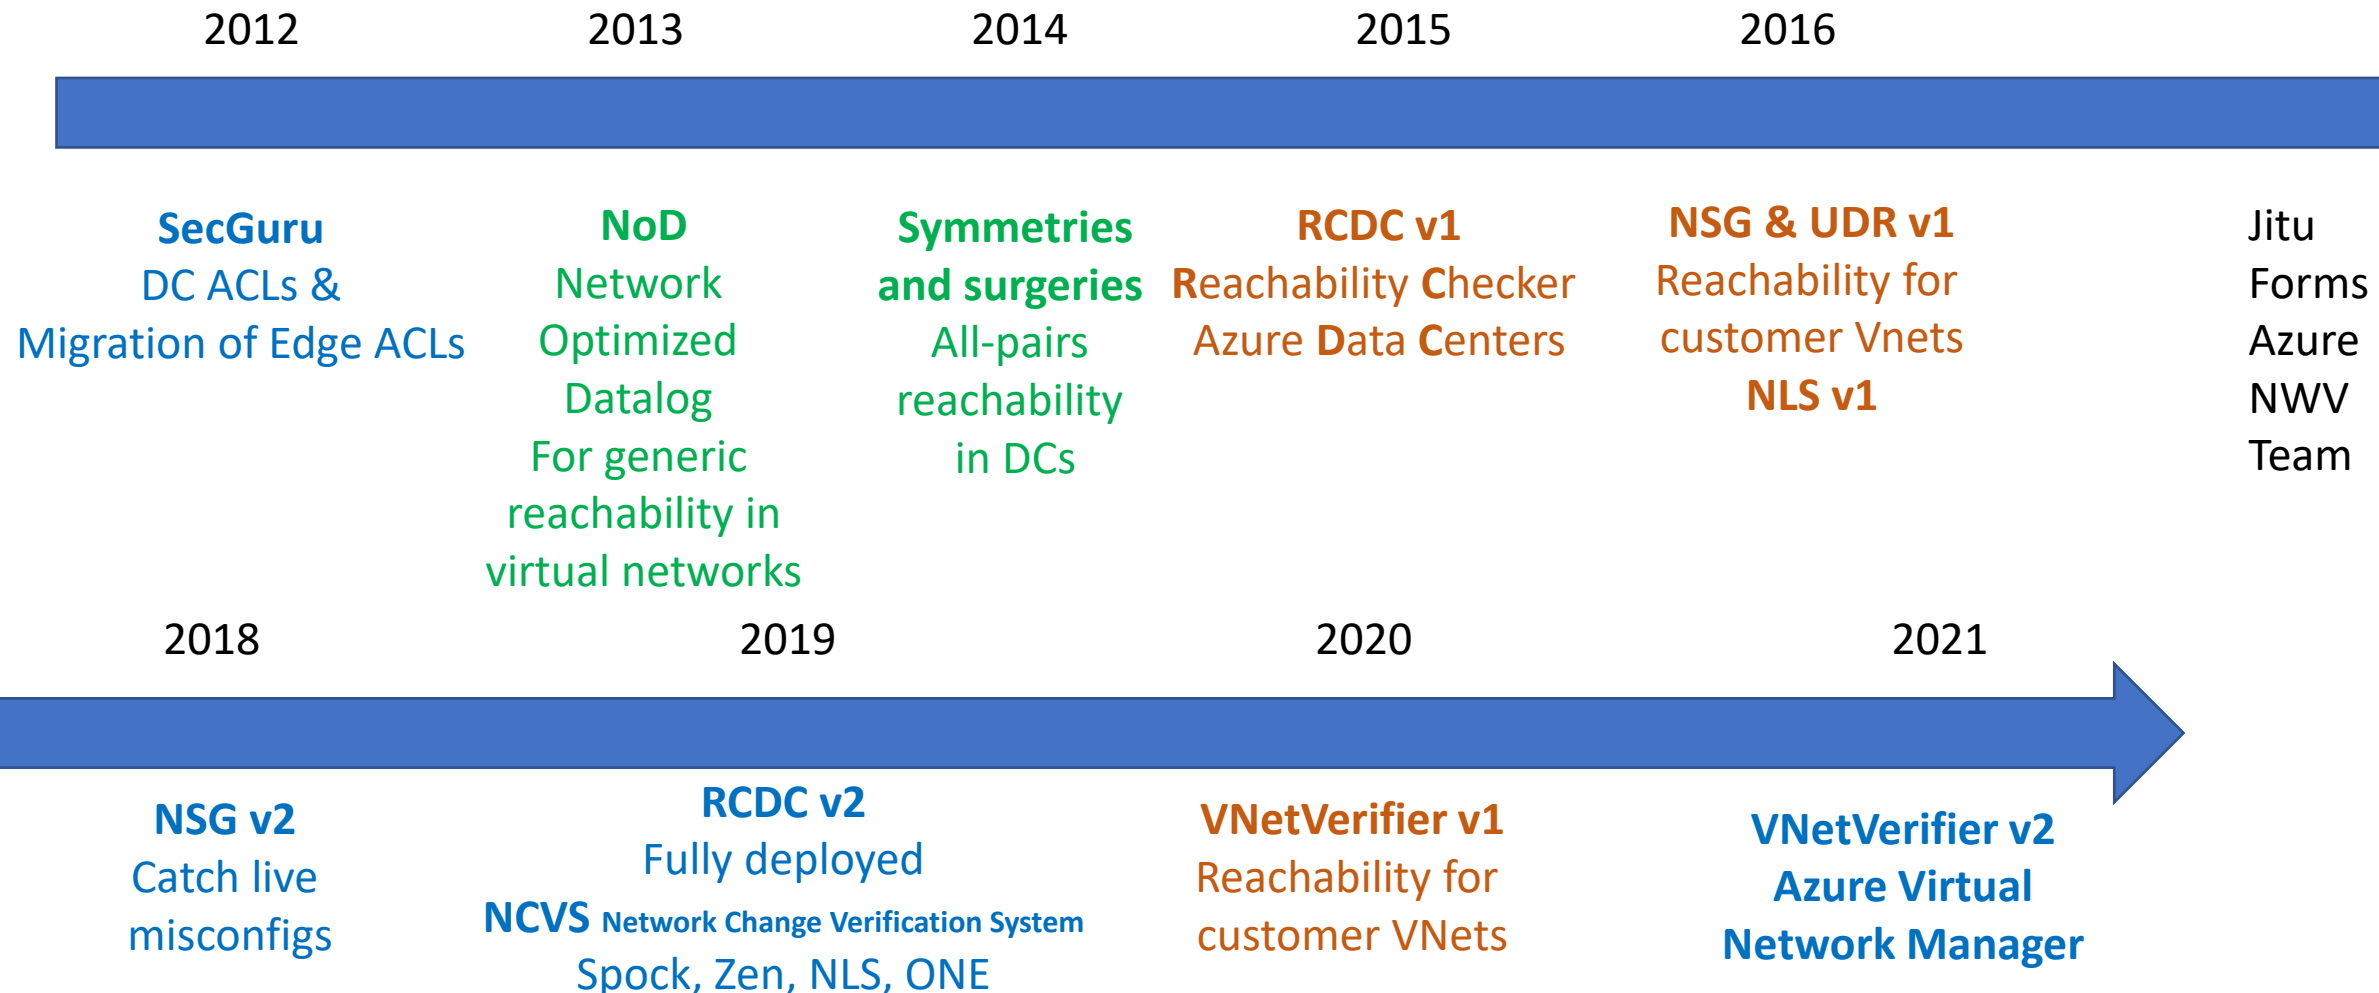 2012 2013 2014 2015 2016
SecGuru
DC ACLs &
Migration of Edge ACLs
NoD
Network
Optimized
Datalog
For generic
reachability in
virtual networks
Symmetries
and surgeries
All-pairs
reachability
in DCs
RCDC v1
Reachability Checker
Azure Data Centers
NSG & UDR v1
Reachability for
customer Vnets
NLS v1
Jitu
Forms
Azure
NWV
Team
2018 2019 2020 2021
NSG v2
Catch live
misconfigs
RCDC v2
Fully deployed
NCVS Network Change Verification System
Spock, Zen, NLS, ONE
VNetVerifier v1
Reachability for
customer VNets
VNetVerifier v2
Azure Virtual
Network Manager